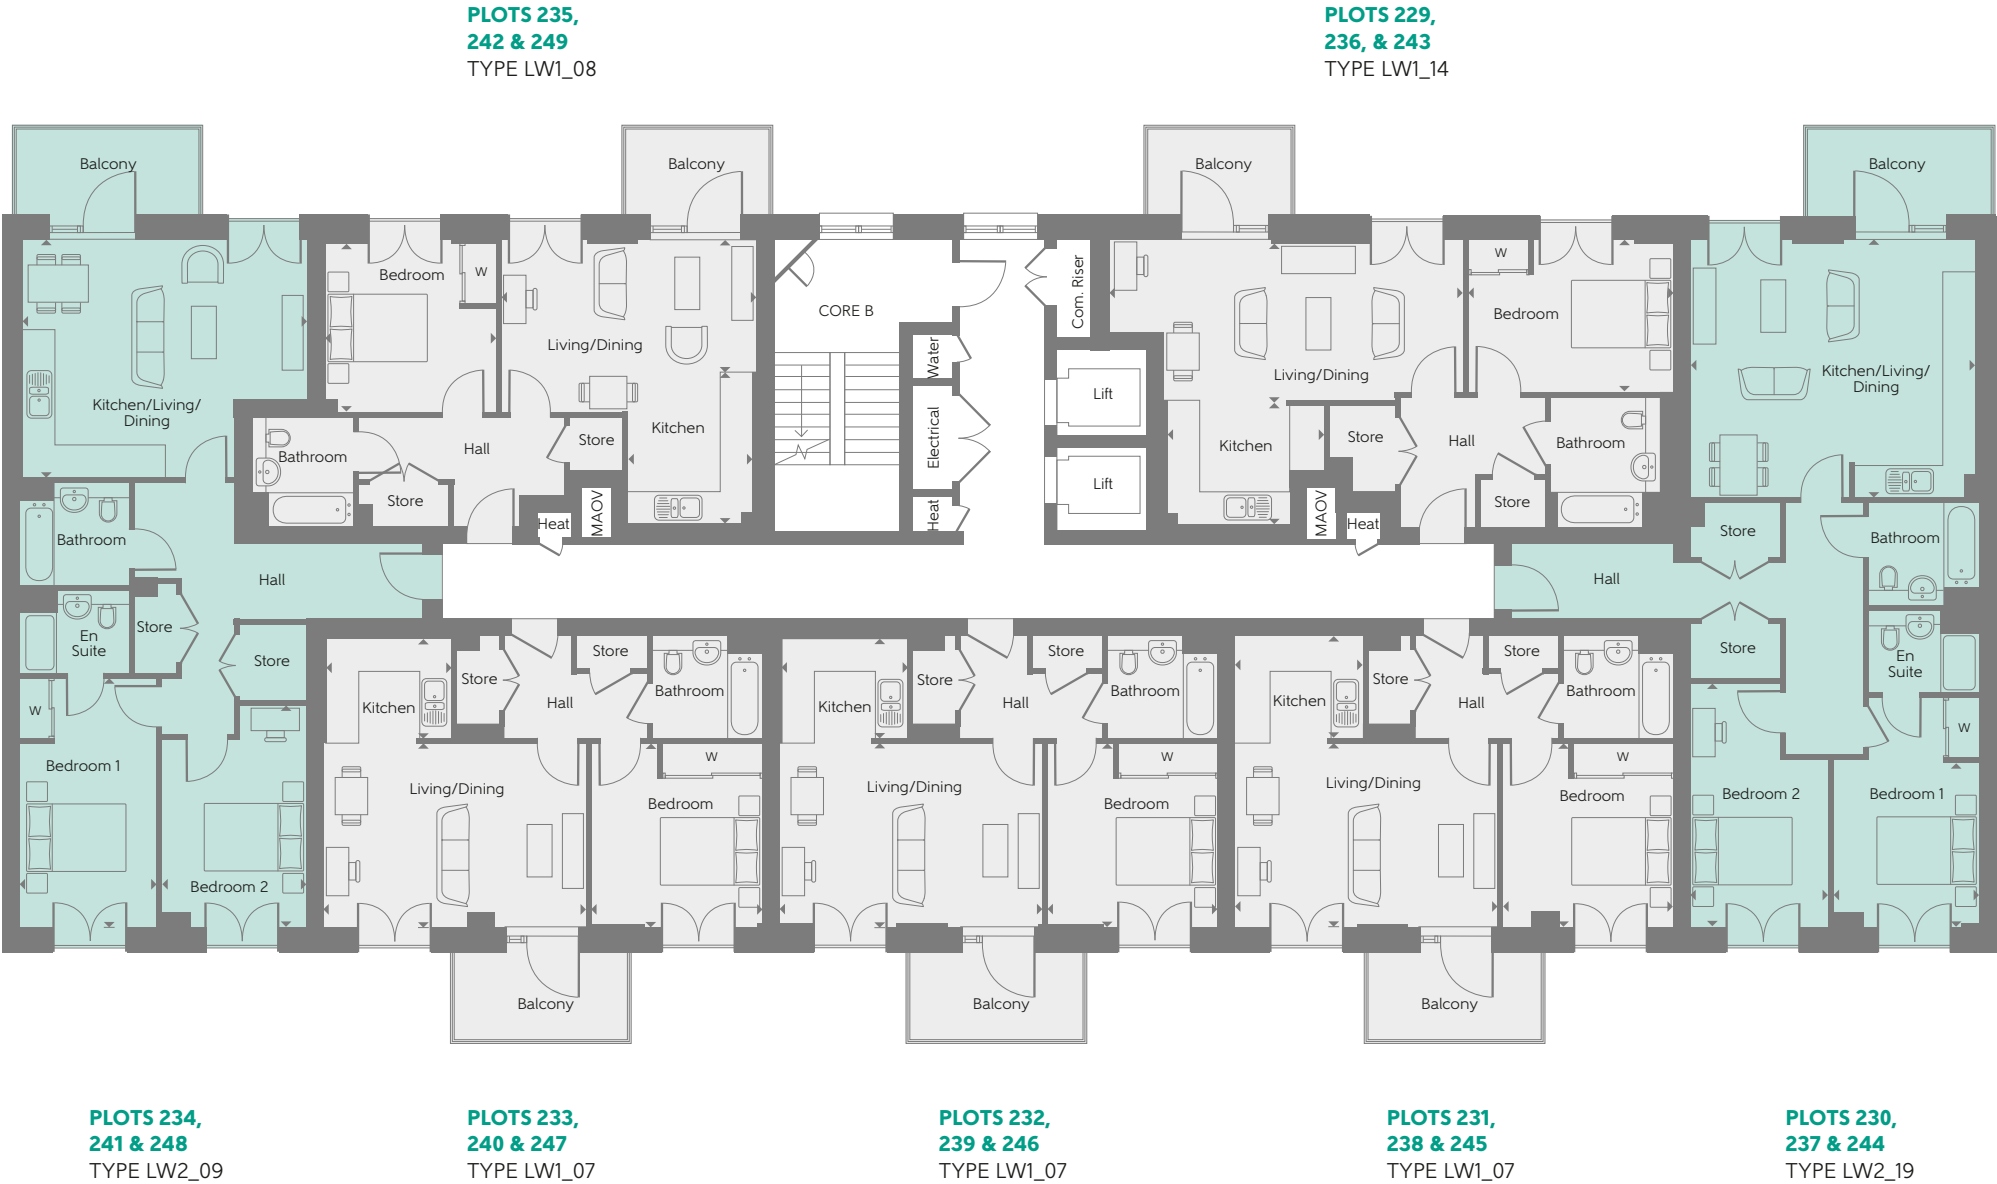 PLOTS 235,
242 & 249
TYPE LW1_08
PLOTS 229,
236, & 243
TYPE LW1_14
Balcony
Balcony
Balcony
Balcony
Kitchen/Living/
Dining
Bedroom
W
Living/Dining
Kitchen
Bathroom
Hall
Store
Store
Heat
MAOV
CORE B
Water
Electrical
Heat
Com. Riser
Lift
Lift
Living/Dining
Kitchen
Store
MAOV
Heat
Hall
W
Bedroom
Bathroom
Store
Kitchen/Living/
Dining
Bathroom
Hall
En
Suite
Store
Store
W
Bedroom 1
Bedroom 2
Kitchen
Store
Hall
Store
Bathroom
Living/Dining
W
Bedroom
Balcony
Kitchen
Store
Hall
Store
Bathroom
Living/Dining
W
Bedroom
Balcony
Kitchen
Store
Hall
Store
Bathroom
Living/Dining
W
Bedroom
Balcony
Hall
Store
Store
Bathroom
En
Suite
W
Bedroom 2
Bedroom 1
PLOTS 234,
241 & 248
TYPE LW2_09
PLOTS 233,
240 & 247
TYPE LW1_07
PLOTS 232,
239 & 246
TYPE LW1_07
PLOTS 231,
238 & 245
TYPE LW1_07
PLOTS 230,
237 & 244
TYPE LW2_19